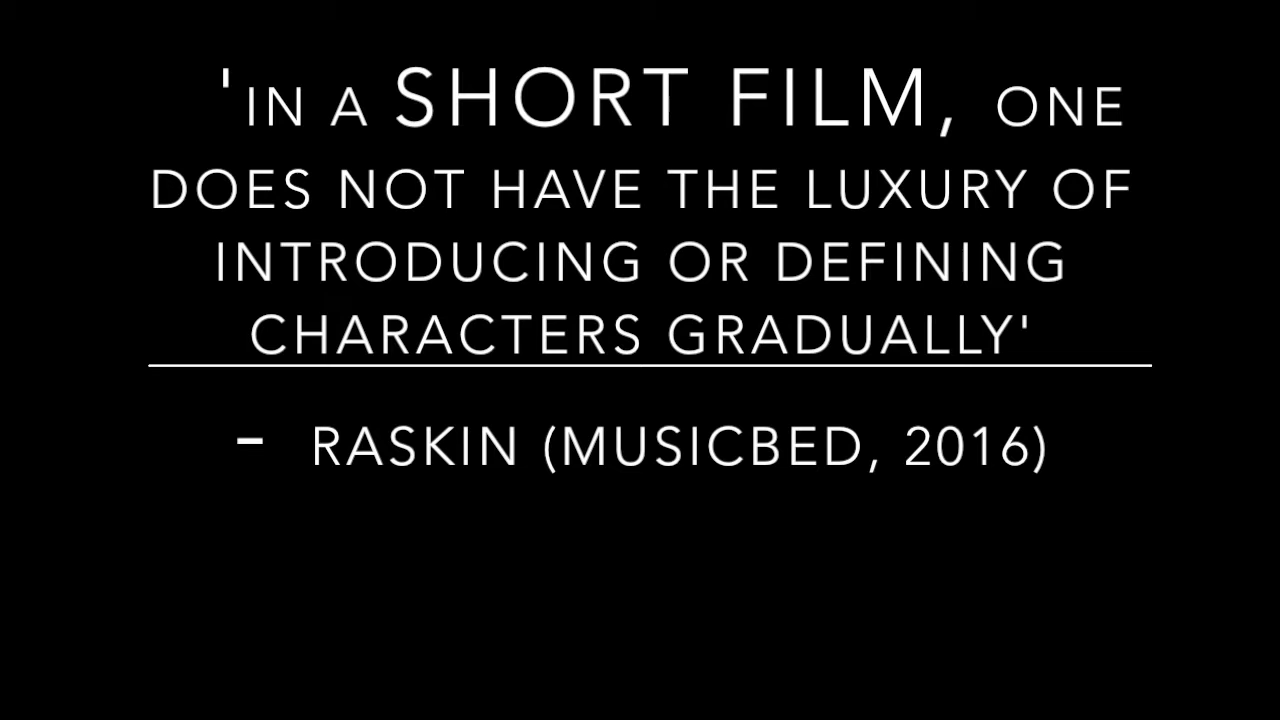 'IN A SHORT FILM, ONE
DOES NOT HAVE THE LUXURY OF
INTRODUCING OR DEFINING
CHARACTERS GRADUALLY'
- RASKIN (MUSICBED, 2016)